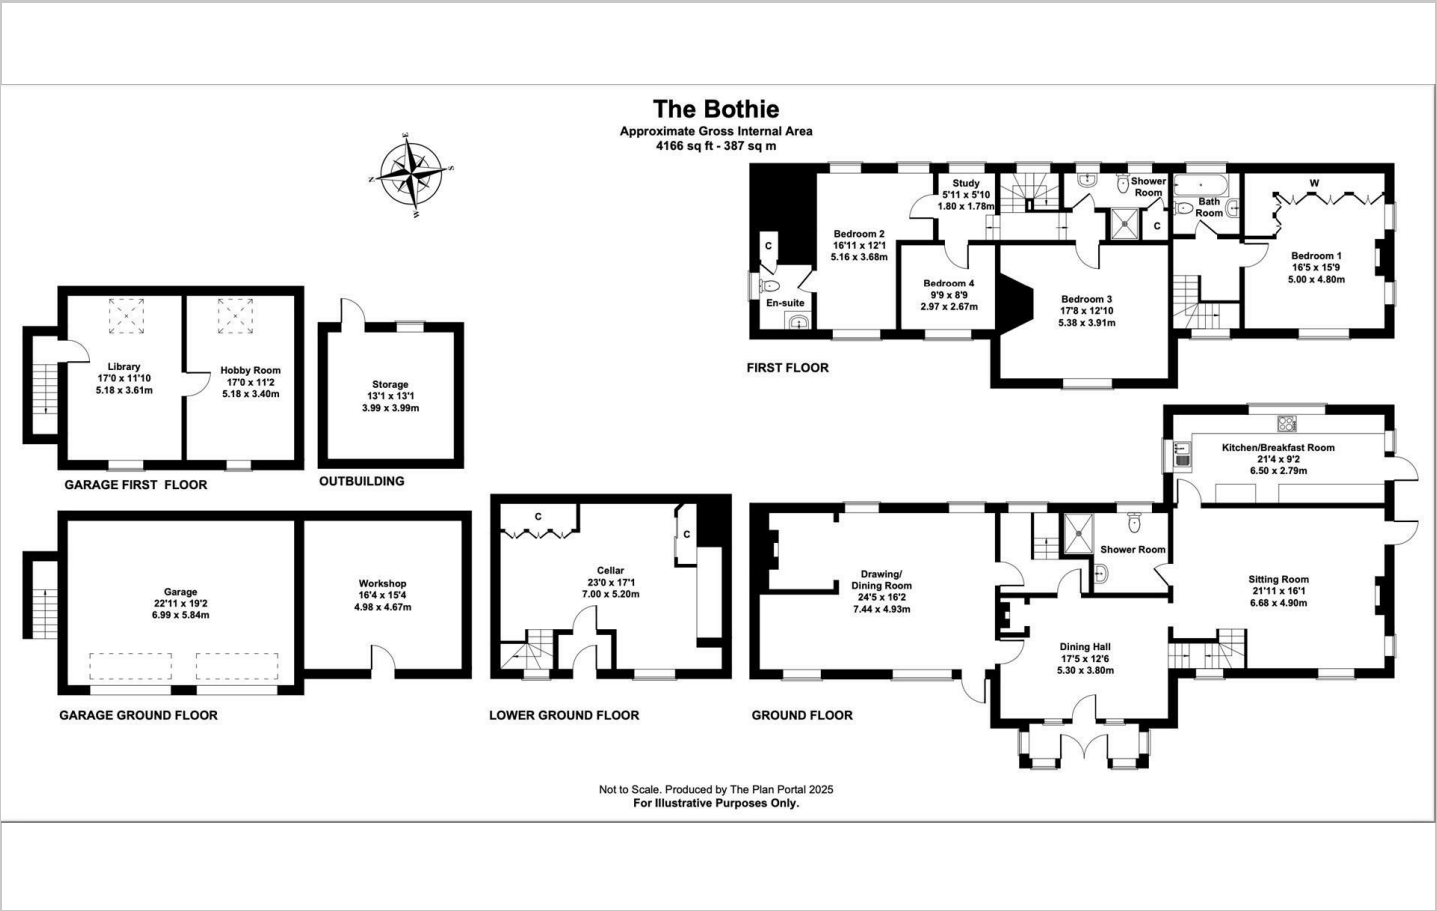 The Bothie
Approximate Gross Internal Area
4166 sq ft - 387 sq m
E
S
N
W
Study
5'11 x 5'10
1.80 x 1.78m
Shower
Room
C
Bath
Room
W
Bedroom 1
16'5 x 15'9
5.00 x 4.80m
C
En-suite
Bedroom 2
16'11 x 12'1
5.16 x 3.68m
Bedroom 4
9'9 x 8'9
2.97 x 2.67m
Bedroom 3
17'8 x 12'10
5.38 x 3.91m
FIRST FLOOR
Library
17'0 x 11'10
5.18 x 3.61m
Hobby Room
17'0 x 11'2
5.18 x 3.40m
GARAGE FIRST FLOOR
Storage
13'1 x 13'1
3.99 x 3.99m
OUTBUILDING
Kitchen/Breakfast Room
21'4 x 9'2
6.50 x 2.79m
Garage
22'11 x 19'2
6.99 x 5.84m
Workshop
16'4 x 15'4
4.98 x 4.67m
GARAGE GROUND FLOOR
C
C
Cellar
23'0 x 17'1
7.00 x 5.20m
LOWER GROUND FLOOR
Drawing/
Dining Room
24'5 x 16'2
7.44 x 4.93m
Shower Room
Sitting Room
21'11 x 16'1
6.68 x 4.90m
Dining Hall
17'5 x 12'6
5.30 x 3.80m
GROUND FLOOR
Not to Scale. Produced by The Plan Portal 2025
For Illustrative Purposes Only.